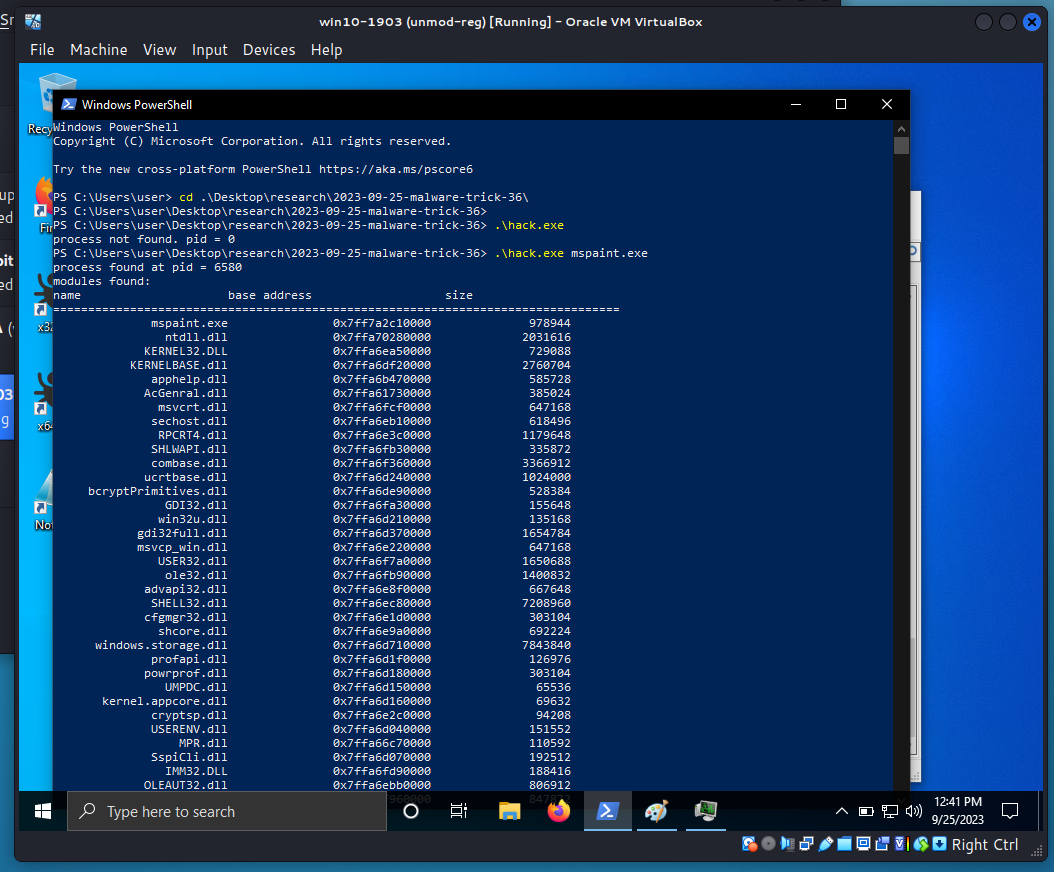 win10-1903 (unmod-reg) [Running] - Oracle VM VirtualBox
File Machine View Input Devices Help
Windows PowerShell
Windows PowerShell
Copyright (C) Microsoft Corporation. All rights reserved.
Try the new cross-platform PowerShell https://aka.ms/pscore6
PS C:\Users\user> cd .\Desktop\research\2023-09-25-malware-trick-36\
PS C:\Users\user\Desktop\research\2023-09-25-malware-trick-36>
PS C:\Users\user\Desktop\research\2023-09-25-malware-trick-36> .\hack.exe
process not found. pid = 0
PS C:\Users\user\Desktop\research\2023-09-25-malware-trick-36> .\hack.exe mspaint.exe
process found at pid = 6580
modules found:
name base address size
=================================================================================
mspaint.exe 0x7ff7a2c10000 978944
ntdll.dll 0x7ffa70280000 2031616
KERNEL32.DLL 0x7ffa6ea50000 729088
KERNELBASE.dll 0x7ffa6df20000 2760704
apphelp.dll 0x7ffa6b470000 585728
AcGenral.dll 0x7ffa61730000 385024
msvcrt.dll 0x7ffa6fcf0000 647168
sechost.dll 0x7ffa6eb10000 618496
RPCRT4.dll 0x7ffa6e3c0000 1179648
SHLWAPI.dll 0x7ffa6fb30000 335872
combase.dll 0x7ffa6f360000 3366912
ucrtbase.dll 0x7ffa6d240000 1024000
bcryptPrimitives.dll 0x7ffa6de90000 528384
GDI32.dll 0x7ffa6fa30000 155648
win32u.dll 0x7ffa6d210000 135168
gdi32full.dll 0x7ffa6d370000 1654784
msvcp_win.dll 0x7ffa6e220000 647168
USER32.dll 0x7ffa6f7a0000 1650688
ole32.dll 0x7ffa6fb90000 1400832
advapi32.dll 0x7ffa6e8f0000 667648
SHELL32.dll 0x7ffa6ec80000 7208960
cfgmgr32.dll 0x7ffa6e1d0000 303104
shcore.dll 0x7ffa6e9a0000 692224
windows.storage.dll 0x7ffa6d710000 7843840
profapi.dll 0x7ffa6d1f0000 126976
powrprof.dll 0x7ffa6d180000 303104
UMPDC.dll 0x7ffa6d150000 65536
kernel.appcore.dll 0x7ffa6d160000 69632
cryptsp.dll 0x7ffa6e2c0000 94208
USERENV.dll 0x7ffa6d040000 151552
MPR.dll 0x7ffa66c70000 110592
SspiCli.dll 0x7ffa6d070000 192512
IMM32.DLL 0x7ffa6fd90000 188416
OLEAUT32.dll 0x7ffa6ebb0000 806912
Type here to search
12:41 PM
9/25/2023
Right Ctrl